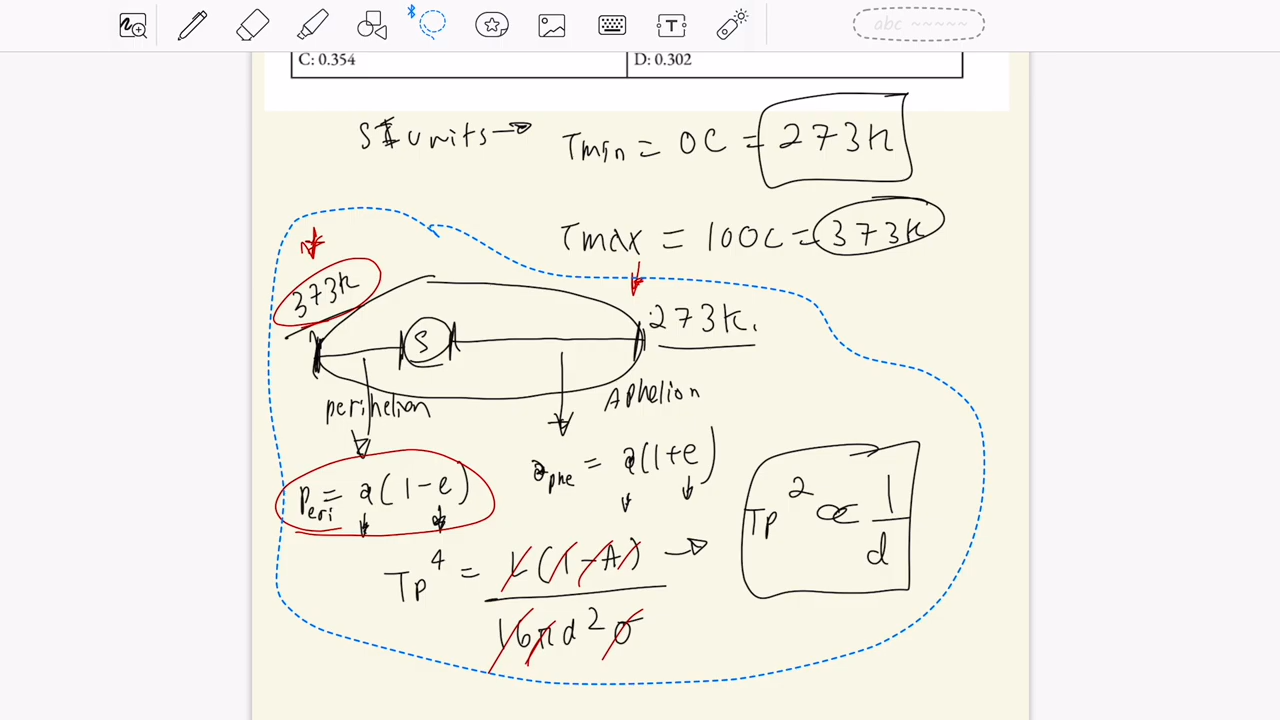 abc ~~~~~
C: 0.354
D: 0.302
SI units → Tmin = 0C = 273K
Tmax = 100C = 373K
373K
S
273K.
perihelion
Aphelion
Peri = a(1-e)
aphe = a(1+e)
Tp⁴ = L(1-A) / 16πd²σ →
Tp² ∝ 1/d